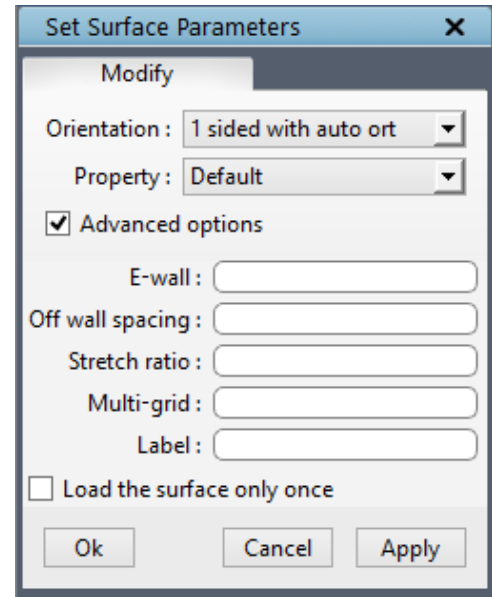 Set Surface Parameters
Modify
Orientation : 1 sided with auto ort
Property : Default
Advanced options
E-wall :
Off wall spacing :
Stretch ratio :
Multi-grid :
Label :
Load the surface only once
Ok Cancel Apply